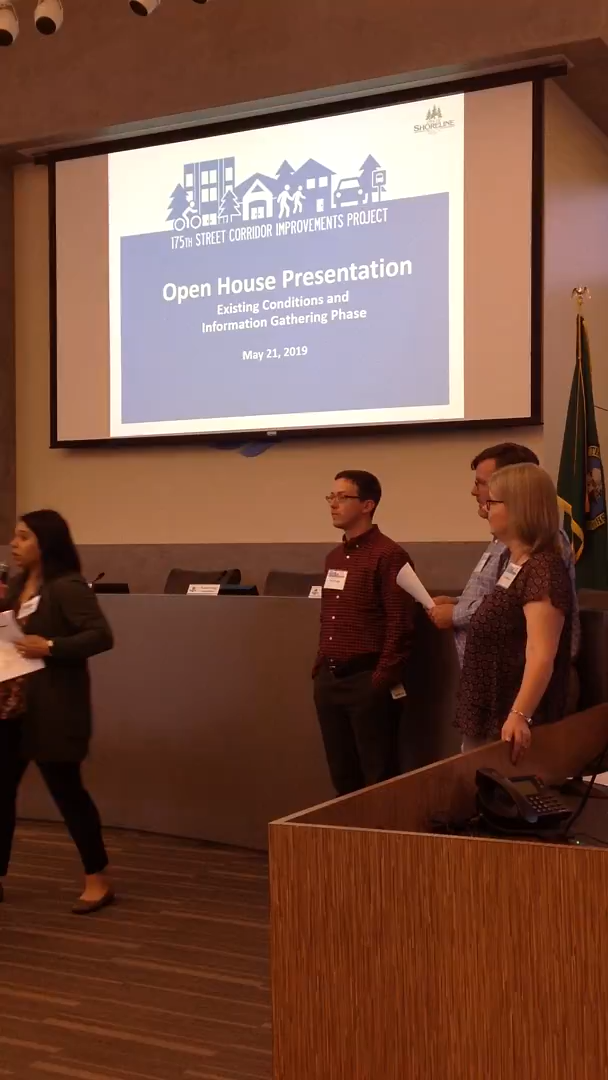 SHORELINE
175TH STREET CORRIDOR IMPROVEMENTS PROJECT
Open House Presentation
Existing Conditions and
Information Gathering Phase
May 21, 2019